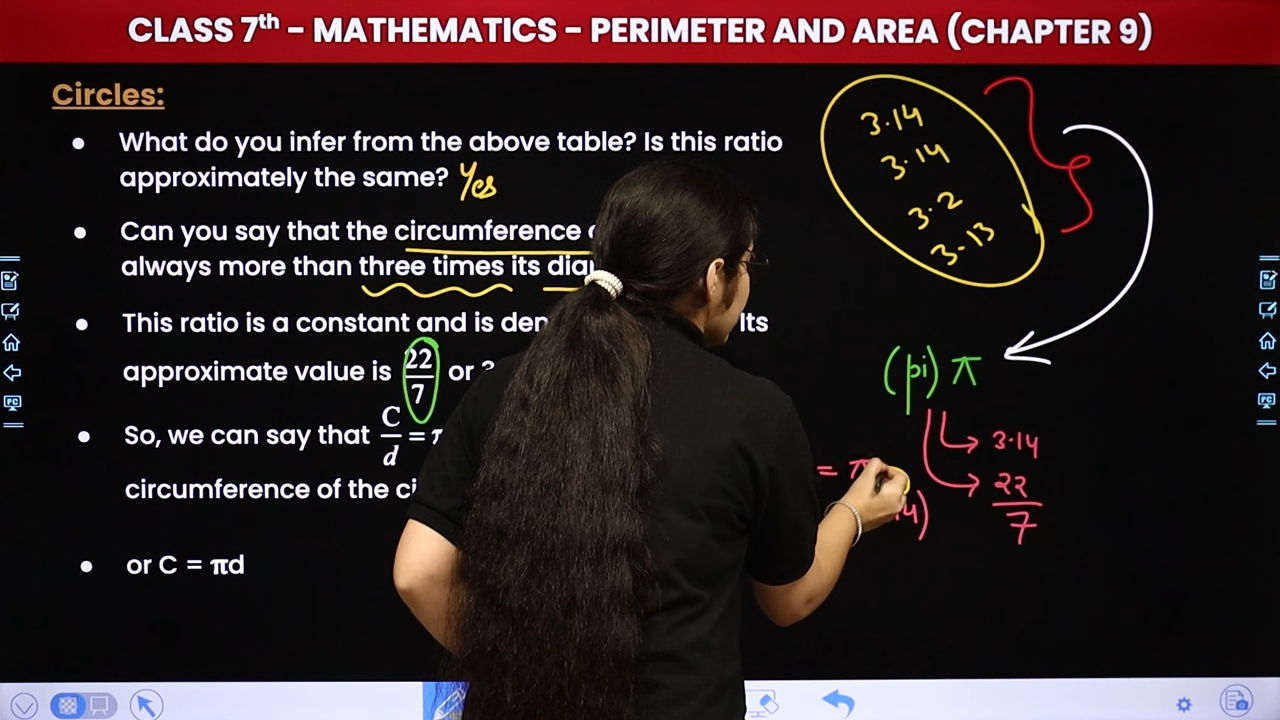 CLASS 7th – MATHEMATICS – PERIMETER AND AREA (CHAPTER 9)
Circles:
● What do you infer from the above table? Is this ratio
approximately the same? Yes
● Can you say that the circumference
always more than three times its
● This ratio is a constant and is Its
approximate value is 22/7 or
● So, we can say that C/d = π
circumference of the
● or C = πd
3.14
3.14
3.2
3.13
(pi) π
3.14
22/7
= π
14)